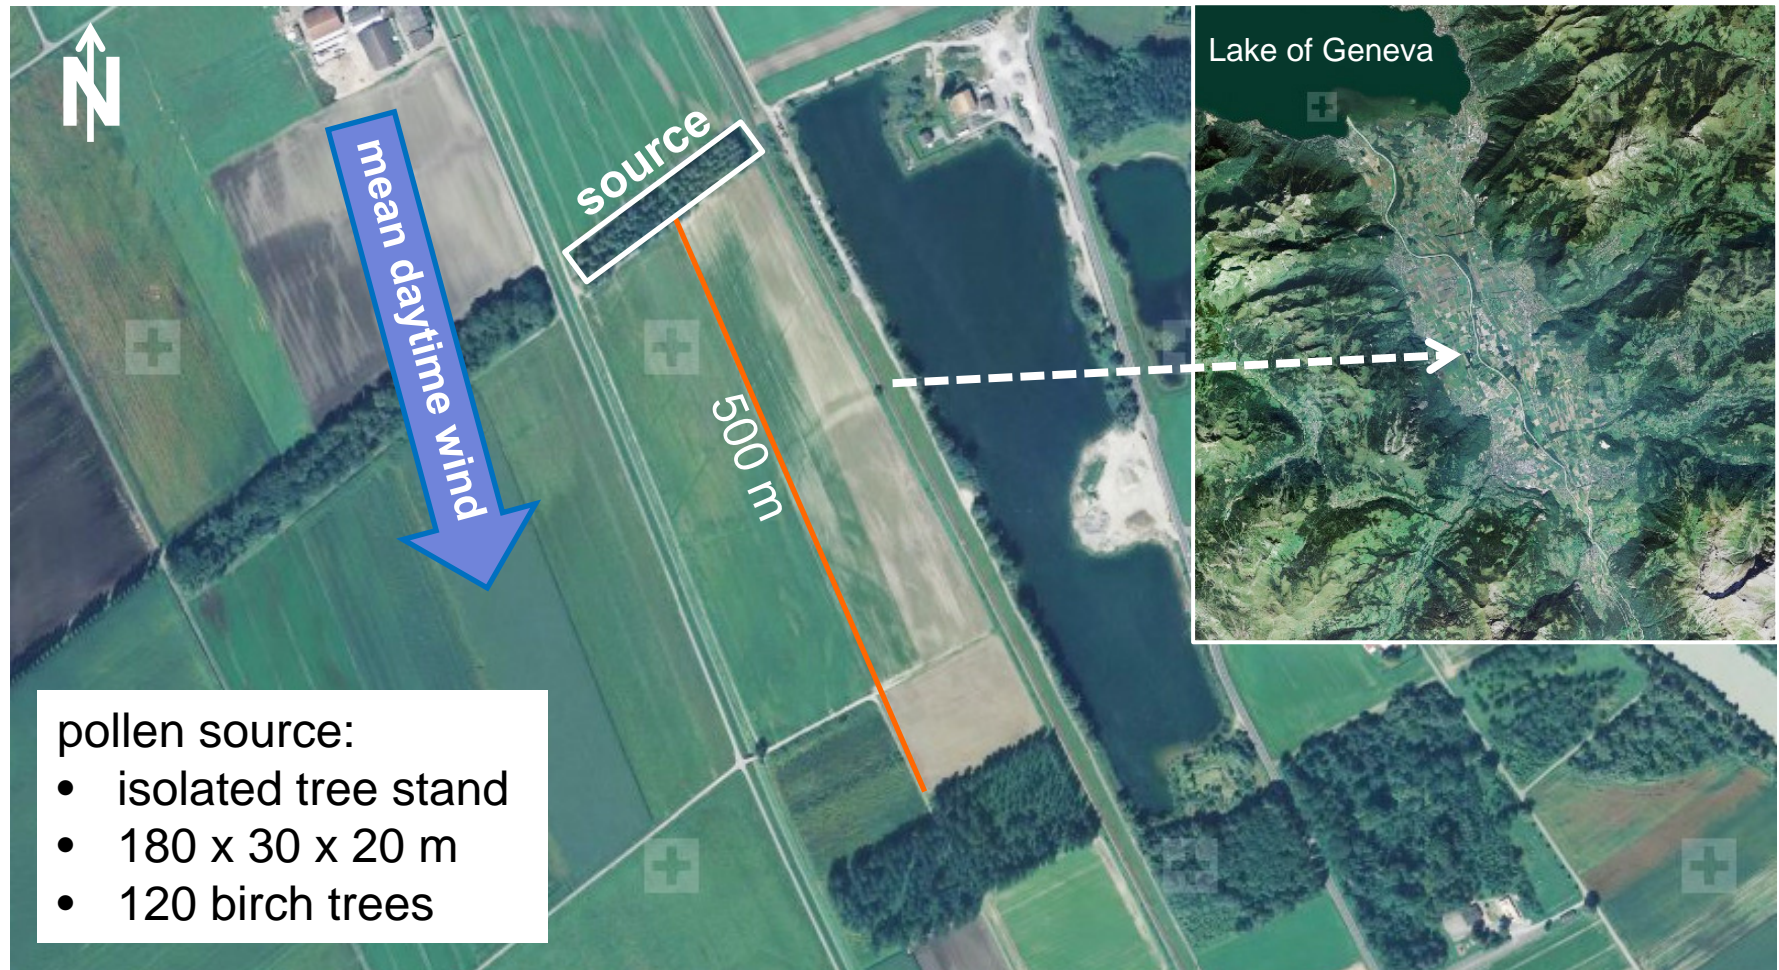 N
Lake of Geneva
source
mean daytime wind
500 m
pollen source:
• isolated tree stand
• 180 x 30 x 20 m
• 120 birch trees